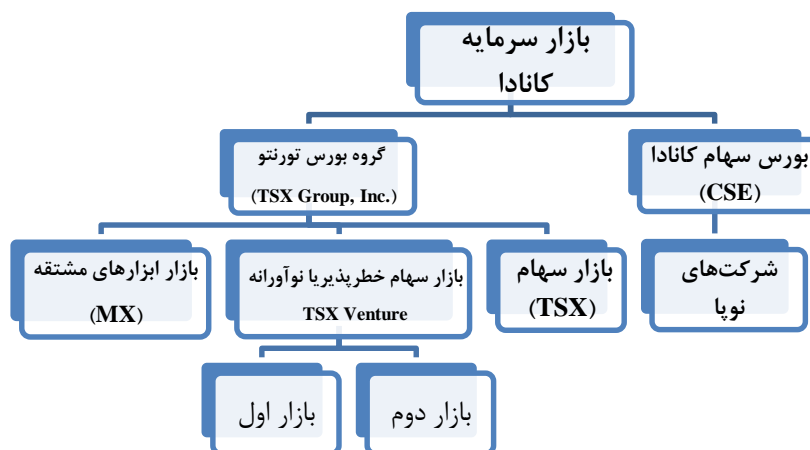 بازار سرمایه
کانادا
بورس سهام کانادا
(CSE)
گروه بورس تورنتو
(TSX Group, Inc.)
شرکت‌های
نوپا
بازار سهام
(TSX)
بازار سهام خطرپذیریا نوآورانه
TSX Venture
بازار ابزارهای مشتقه
(MX)
بازار دوم
بازار اول